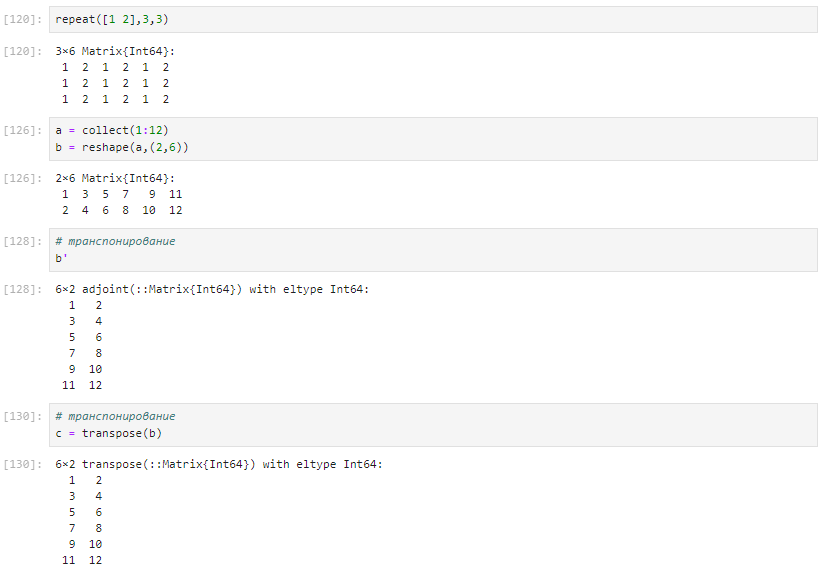 [120]: repeat([1 2],3,3)
[120]: 3×6 Matrix{Int64}:
1 2 1 2 1 2
1 2 1 2 1 2
1 2 1 2 1 2
[126]: a = collect(1:12)
b = reshape(a,(2,6))
[126]: 2×6 Matrix{Int64}:
1 3 5 7 9 11
2 4 6 8 10 12
[128]: # транспонирование
b'
[128]: 6×2 adjoint(::Matrix{Int64}) with eltype Int64:
1 2
3 4
5 6
7 8
9 10
11 12
[130]: # транспонирование
c = transpose(b)
[130]: 6×2 transpose(::Matrix{Int64}) with eltype Int64:
1 2
3 4
5 6
7 8
9 10
11 12